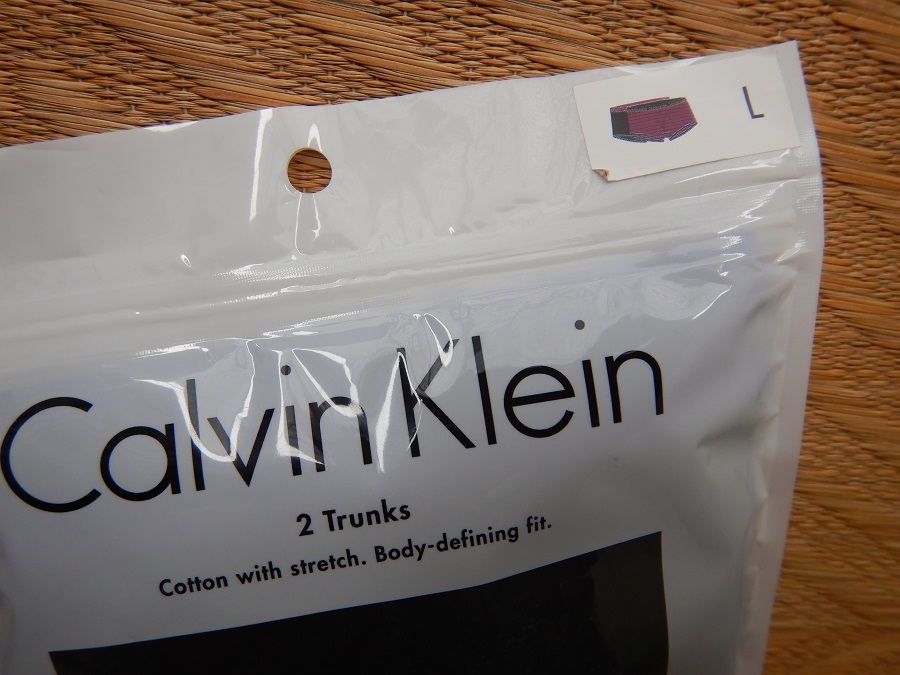 L
Calvin Klein
2 Trunks
Cotton with stretch. Body-defining fit.